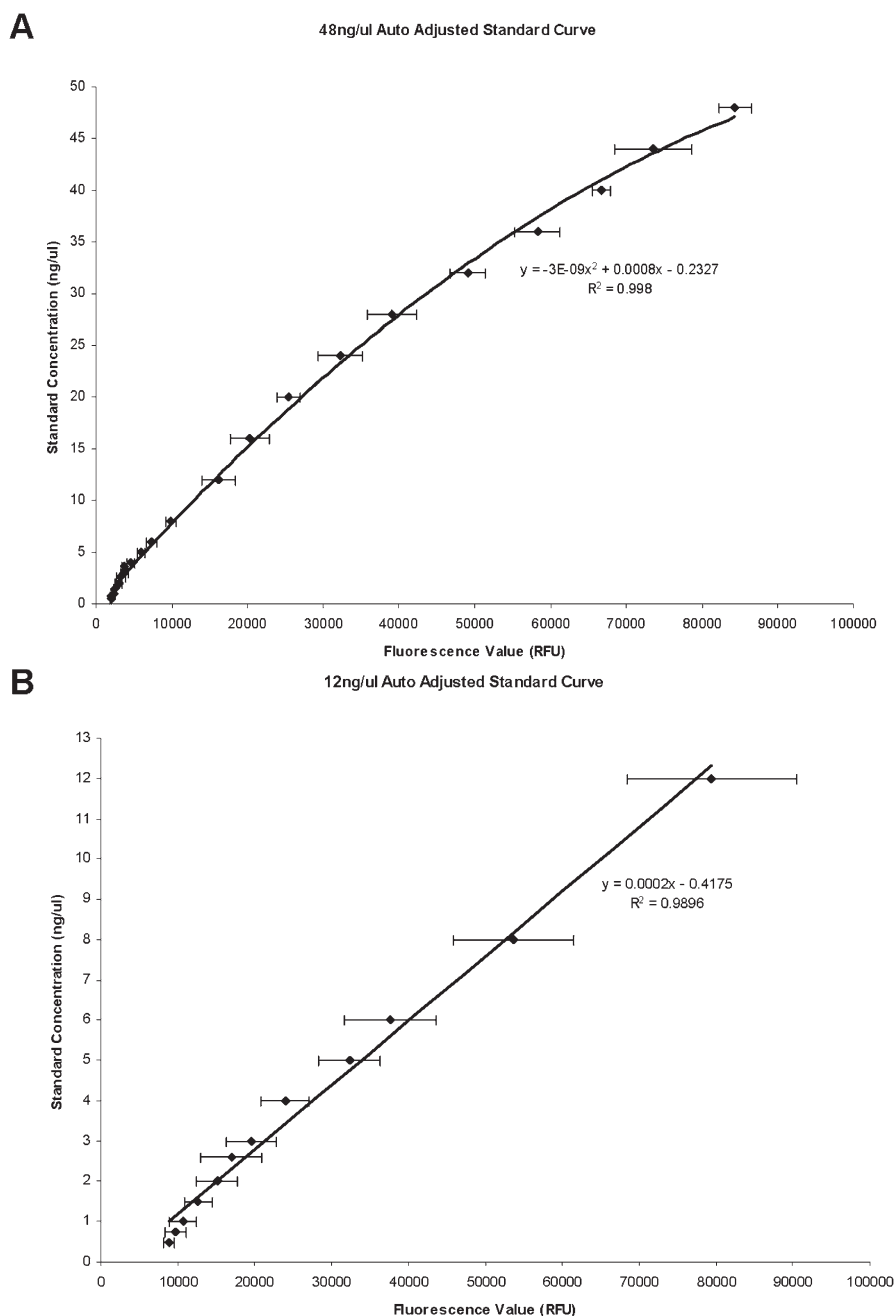 A
48ng/ul Auto Adjusted Standard Curve
50
45
40
35
30
25
20
15
10
5
0
Standard Concentration (ng/ul)
y = -3E-09x² + 0.0008x - 0.2327
R² = 0.998
0 10000 20000 30000 40000 50000 60000 70000 80000 90000 100000
Fluorescence Value (RFU)
B
12ng/ul Auto Adjusted Standard Curve
13
12
11
10
9
8
7
6
5
4
3
2
1
0
Standard Concentration (ng/ul)
y = 0.0002x - 0.4175
R² = 0.9896
0 10000 20000 30000 40000 50000 60000 70000 80000 90000 100000
Fluorescence Value (RFU)